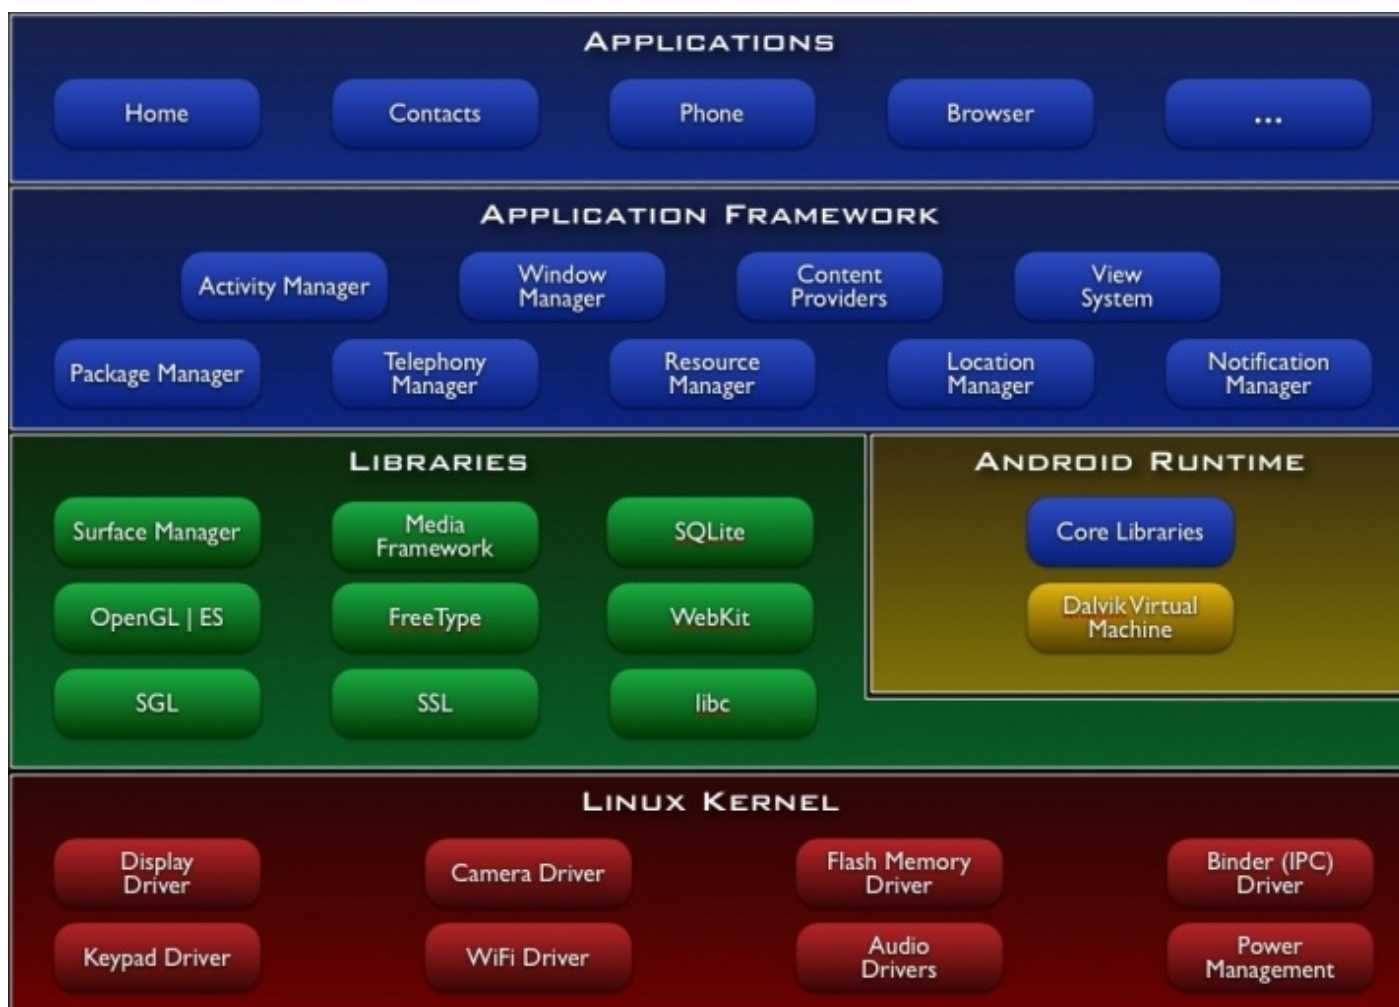 APPLICATIONS
Home
Contacts
Phone
Browser
...
APPLICATION FRAMEWORK
Activity Manager
Window
Manager
Content
Providers
View
System
Package Manager
Telephony
Manager
Resource
Manager
Location
Manager
Notification
Manager
LIBRARIES
Surface Manager
Media
Framework
SQLite
OpenGL | ES
FreeType
WebKit
SGL
SSL
libc
ANDROID RUNTIME
Core Libraries
Dalvik Virtual
Machine
LINUX KERNEL
Display
Driver
Camera Driver
Flash Memory
Driver
Binder (IPC)
Driver
Keypad Driver
WiFi Driver
Audio
Drivers
Power
Management